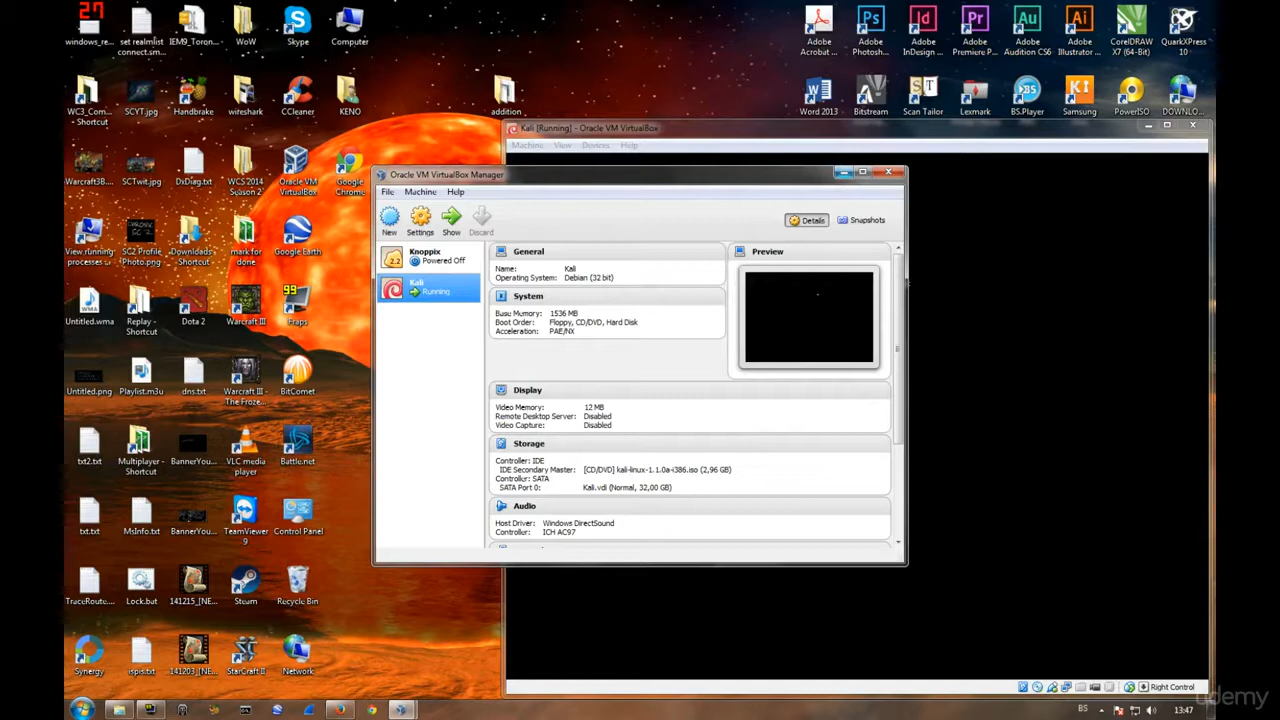 27
windows_re...
set realmlist
connect.sm...
IEM9_Toron...
WoW
Skype
Computer
Adobe
Acrobat ...
Adobe
Photosh...
Adobe
InDesign ...
Adobe
Premiere P...
Adobe
Audition CS6
Adobe
Illustrator ...
CorelDRAW
X7 (64-Bit)
QuarkXPress
10
WC3_Com...
- Shortcut
SCYT.jpg
Handbrake
wireshark
CCleaner
KENO
addition
Word 2013
Bitstream
Scan Tailor
Lexmark
BS.Player
Samsung
PowerISO
DOWNLO...
Kali [Running] - Oracle VM VirtualBox
Machine View Devices Help
Warcraft3B...
SCTwit.jpg
DxDiag.txt
WCS 2014
Season 2
Oracle VM
VirtualBox
Google
Chrome
Oracle VM VirtualBox Manager
File Machine Help
New
Settings
Show
Discard
Details
Snapshots
View running
processes ...
SC2 Profile
Photo.png
Downloads
- Shortcut
mark for
done
Google Earth
Knoppix
Powered Off
Kali
Running
General
Name: Kali
Operating System: Debian (32 bit)
Preview
System
Base Memory: 1536 MB
Boot Order: Floppy, CD/DVD, Hard Disk
Acceleration: PAE/NX
99
Untitled.wma
Replay -
Shortcut
Dota 2
Warcraft III
Fraps
Untitled.png
Playlist.m3u
dns.txt
Warcraft III -
The Froze...
BitComet
Display
Video Memory: 12 MB
Remote Desktop Server: Disabled
Video Capture: Disabled
txt2.txt
Multiplayer -
Shortcut
BannerYou...
VLC media
player
Battle.net
Storage
Controller: IDE
IDE Secondary Master: [CD/DVD] kali-linux-1.1.0a-i386.iso (2,96 GB)
Controller: SATA
SATA Port 0: Kali.vdi (Normal, 32,00 GB)
Audio
Host Driver: Windows DirectSound
Controller: ICH AC97
txt.txt
MsInfo.txt
BannerYou...
TeamViewer
9
Control Panel
TraceRoute....
Lock.bat
141215_[NE...
Steam
Recycle Bin
Synergy
ispis.txt
141203_[NE...
StarCraft II
Network
Right Control
udemy
BS
13:47